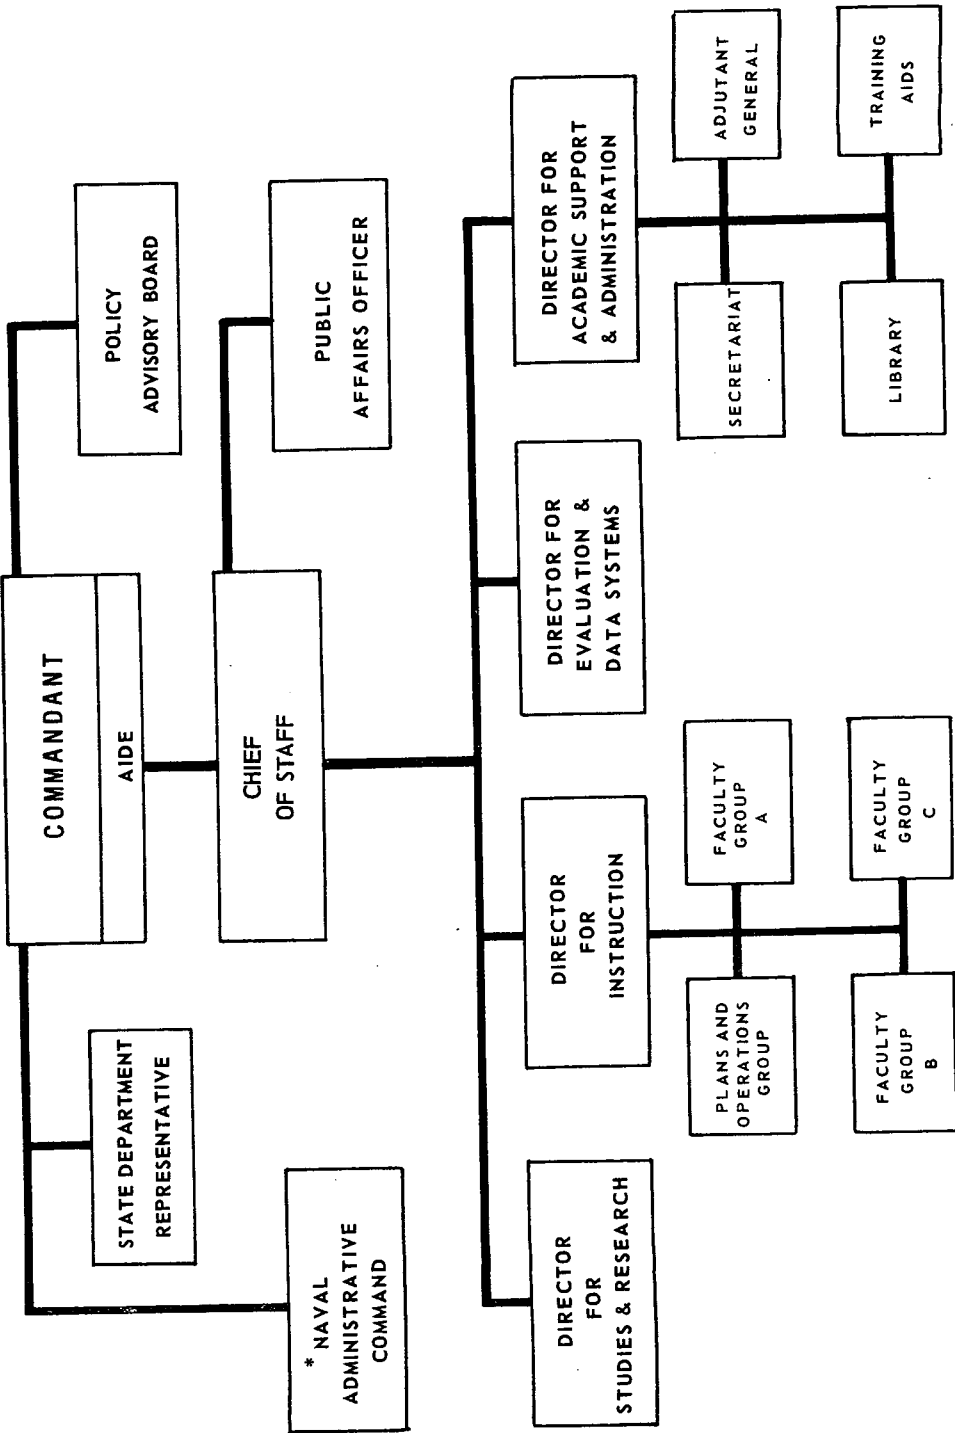 COMMANDANT
AIDE
STATE DEPARTMENT
REPRESENTATIVE
POLICY
ADVISORY BOARD
* NAVAL
ADMINISTRATIVE
COMMAND
CHIEF
OF STAFF
PUBLIC
AFFAIRS OFFICER
DIRECTOR
FOR
STUDIES & RESEARCH
DIRECTOR
FOR
INSTRUCTION
DIRECTOR FOR
EVALUATION &
DATA SYSTEMS
DIRECTOR FOR
ACADEMIC SUPPORT
& ADMINISTRATION
PLANS AND
OPERATIONS
GROUP
FACULTY
GROUP
A
FACULTY
GROUP
B
FACULTY
GROUP
C
SECRETARIAT
ADJUTANT
GENERAL
LIBRARY
TRAINING
AIDS